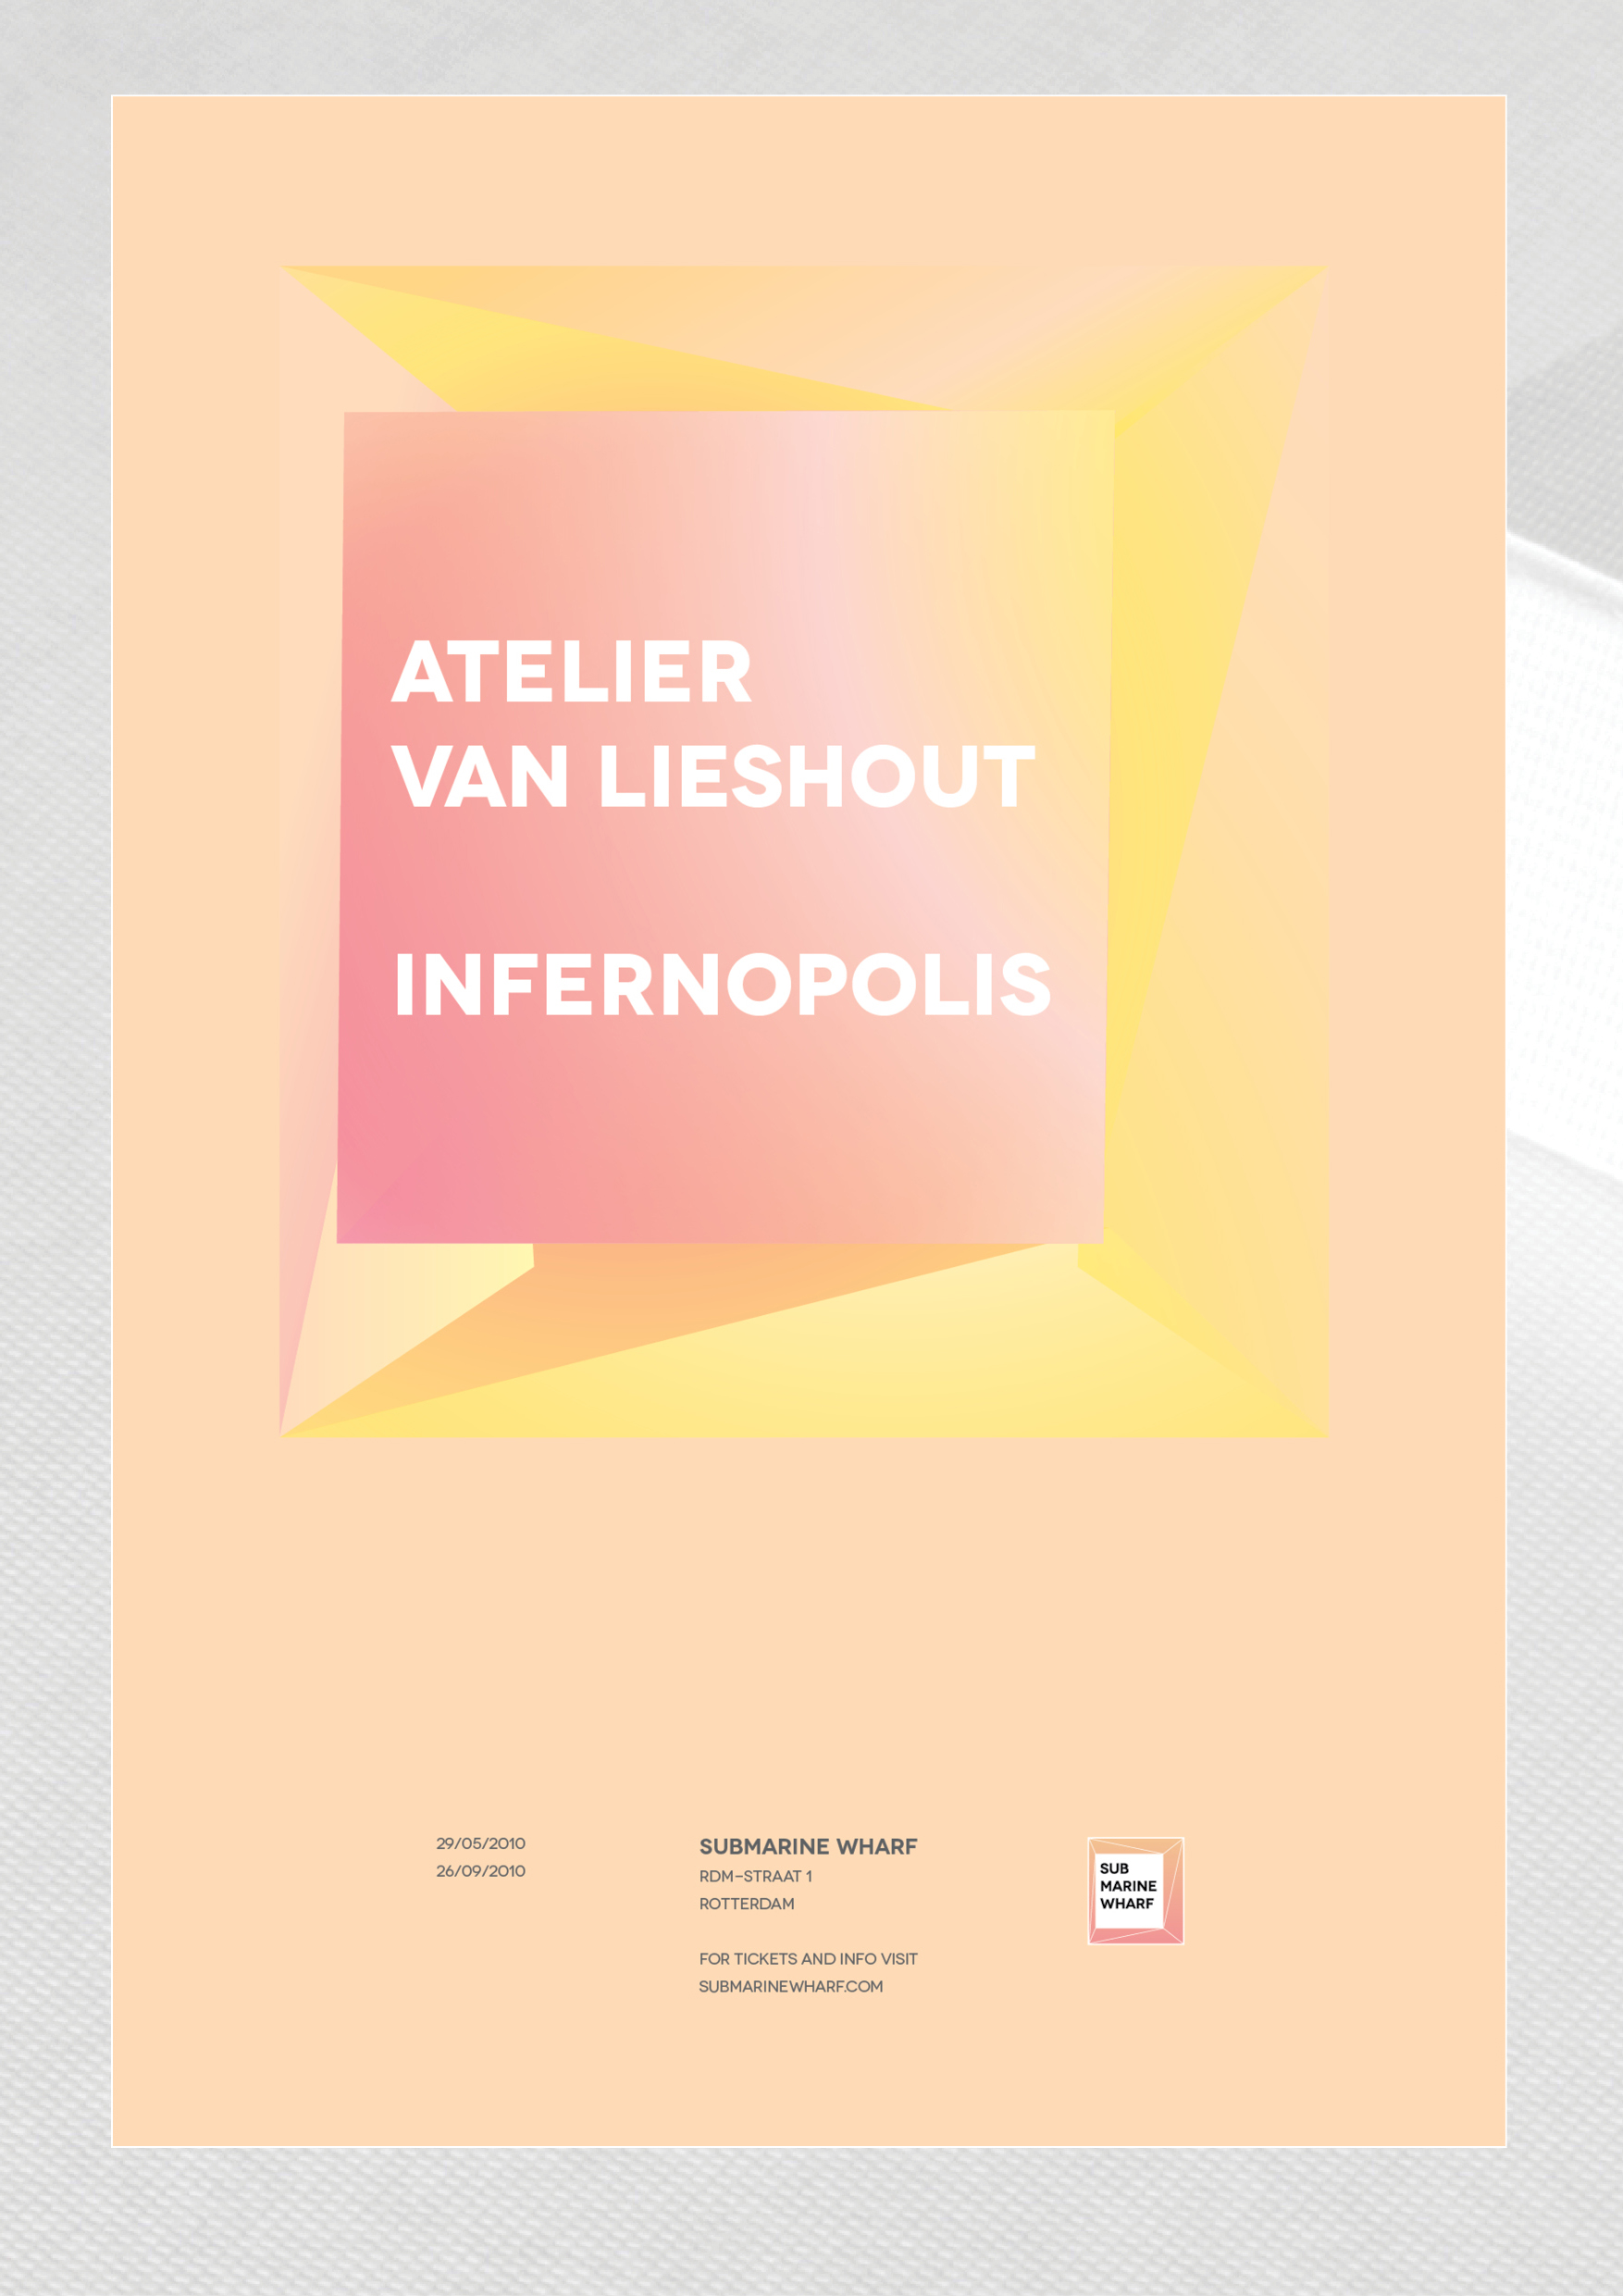 ATELIER
VAN LIESHOUT
INFERNOPOLIS
29/05/2010
26/09/2010
SUBMARINE WHARF
RDM-STRAAT 1
ROTTERDAM
FOR TICKETS AND INFO VISIT
SUBMARINEWHARF.COM
SUB
MARINE
WHARF